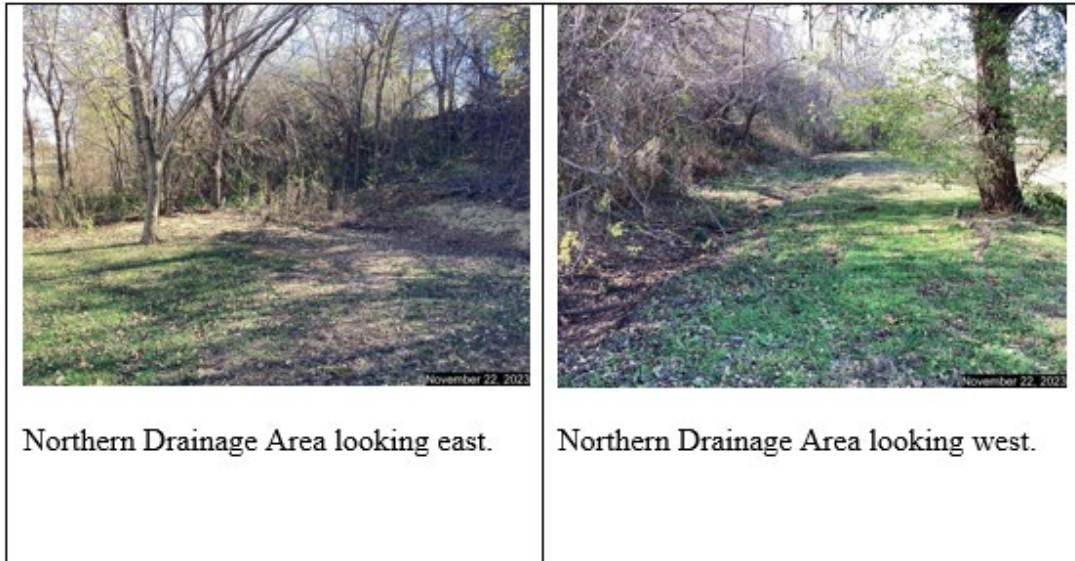 November 22, 2023
November 22, 2023
Northern Drainage Area looking east.
Northern Drainage Area looking west.